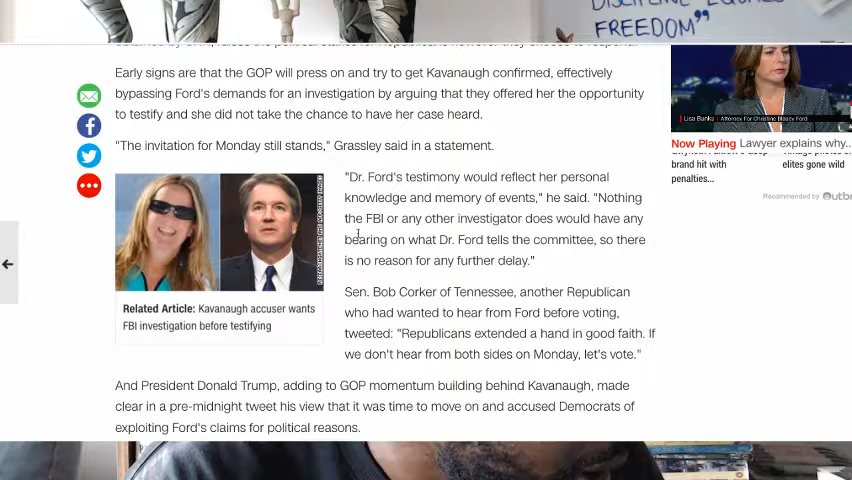 DISCIPLINE EQUALS
FREEDOM"
Early signs are that the GOP will press on and try to get Kavanaugh confirmed, effectively
bypassing Ford's demands for an investigation by arguing that they offered her the opportunity
to testify and she did not take the chance to have her case heard.
"The invitation for Monday still stands," Grassley said in a statement.
"Dr. Ford's testimony would reflect her personal
knowledge and memory of events," he said. "Nothing
the FBI or any other investigator does would have any
bearing on what Dr. Ford tells the committee, so there
is no reason for any further delay."
Related Article: Kavanaugh accuser wants
FBI investigation before testifying
Sen. Bob Corker of Tennessee, another Republican
who had wanted to hear from Ford before voting,
tweeted: "Republicans extended a hand in good faith. If
we don't hear from both sides on Monday, let's vote."
And President Donald Trump, adding to GOP momentum building behind Kavanaugh, made
clear in a pre-midnight tweet his view that it was time to move on and accused Democrats of
exploiting Ford's claims for political reasons.
Lisa Banks | Attorney For Christine Blasey Ford
Now Playing Lawyer explains why...
brand hit with
penalties...
elites gone wild
Recommended by